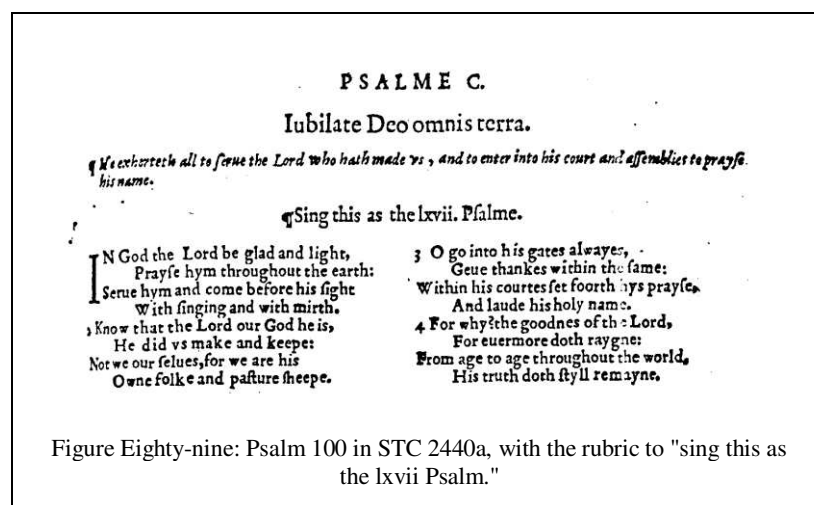 PSALME C.
Iubilate Deo omnis terra.
¶ He exhorteth all to ſerue the Lord who hath made vs, and to enter into his court and aſſemblies to prayſe
his name.
¶Sing this as the lxvii. Pſalme.
IN God the Lord be glad and light,
Prayſe hym throughout the earth:
Serue hym and come before his ſight
With ſinging and with mirth.
Know that the Lord our God he is,
He did vs make and keepe:
Not we our ſelues, for we are his
Owne folke and paſture ſheepe.
3 O go into his gates alwayes,
Geue thankes within the ſame:
Within his courtes ſet foorth hys prayſe,
And laude his holy name.
4 For why? the goodnes of the Lord,
For euermore doth raygne:
From age to age throughout the world,
His truth doth ſtyll remayne.
Figure Eighty-nine: Psalm 100 in STC 2440a, with the rubric to "sing this as
the lxvii Psalm."